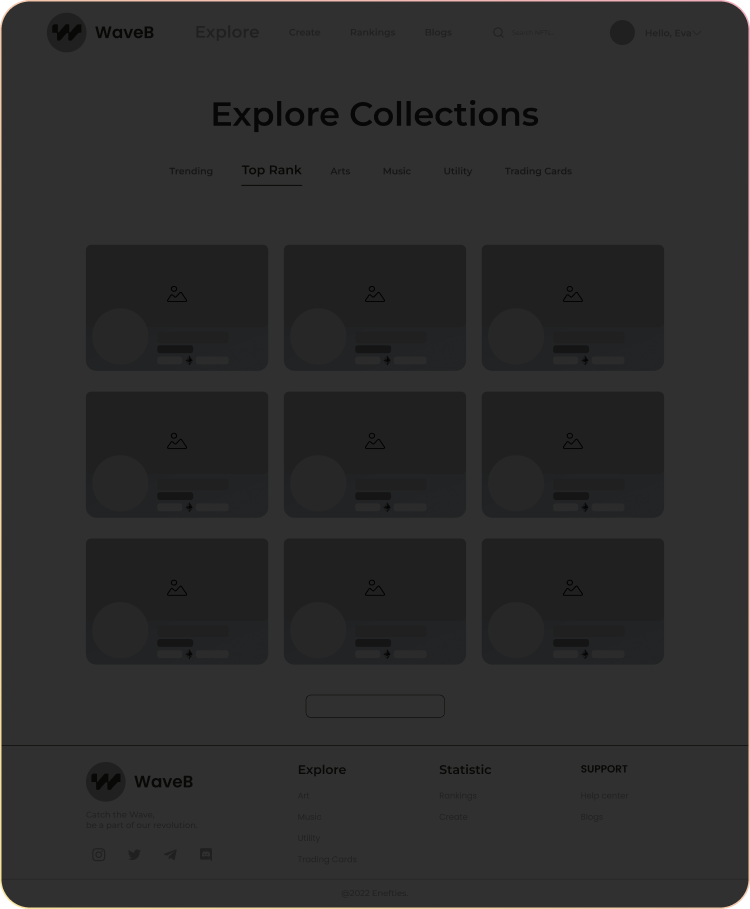 WaveB Explore Create Rankings Blogs Hello, Eva
Explore Collections
Trending Top Rank Arts Music Utility Trading Cards
WaveB
Catch the Wave,
be a part of our revolution.
Explore
Art
Music
Utility
Trading Cards
Statistic
Rankings
Create
SUPPORT
Help center
Blogs
©2022 Enefties.